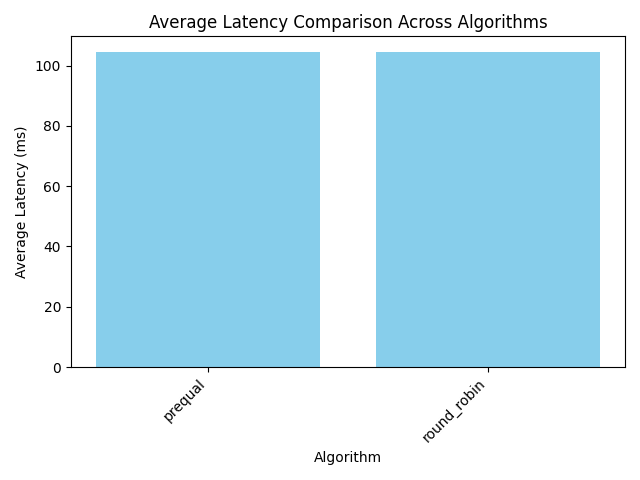 Average Latency Comparison Across Algorithms
Average Latency (ms)
100
80
60
40
20
0
prequal
round_robin
Algorithm